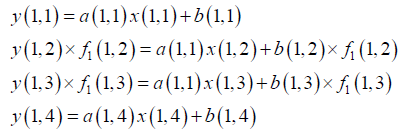 y(1,1)=a(1,1)x(1,1)+b(1,1)
y(1,2)×f₁(1,2)=a(1,1)x(1,2)+b(1,2)×f₁(1,2)
y(1,3)×f₁(1,3)=a(1,1)x(1,3)+b(1,3)×f₁(1,3)
y(1,4)=a(1,4)x(1,4)+b(1,4)